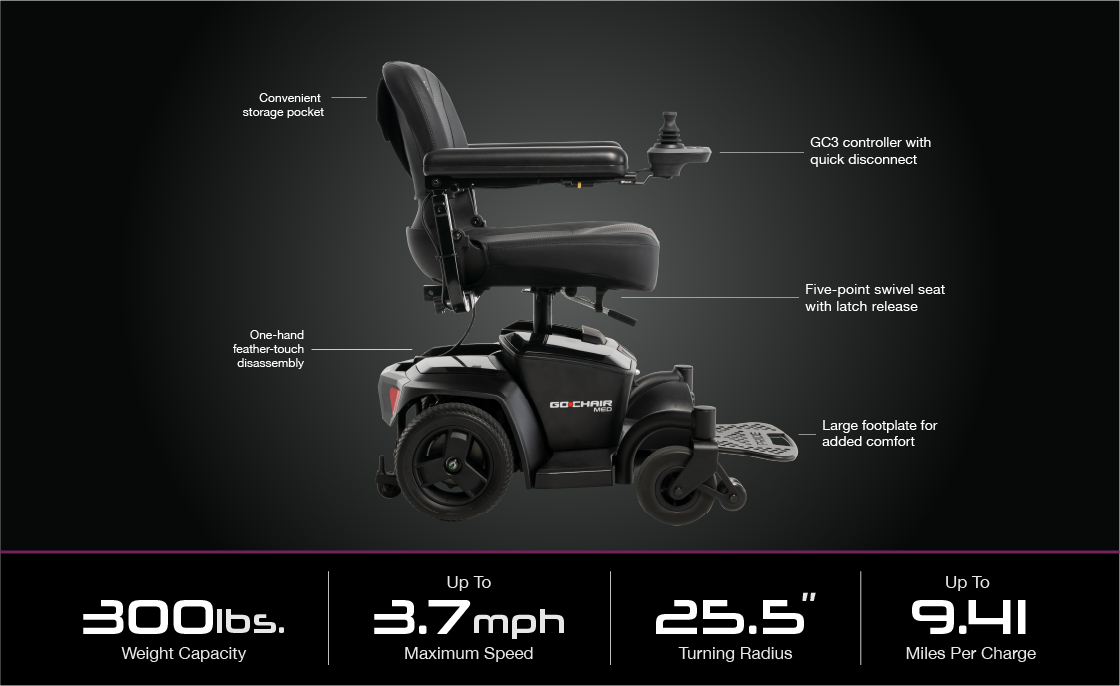 Convenient
storage pocket
GC3 controller with
quick disconnect
Five-point swivel seat
with latch release
One-hand
feather-touch
disassembly
GO CHAIR
MED
Large footplate for
added comfort
PRIDE
300lbs.
Weight Capacity
Up To
3.7mph
Maximum Speed
25.5"
Turning Radius
Up To
9.41
Miles Per Charge